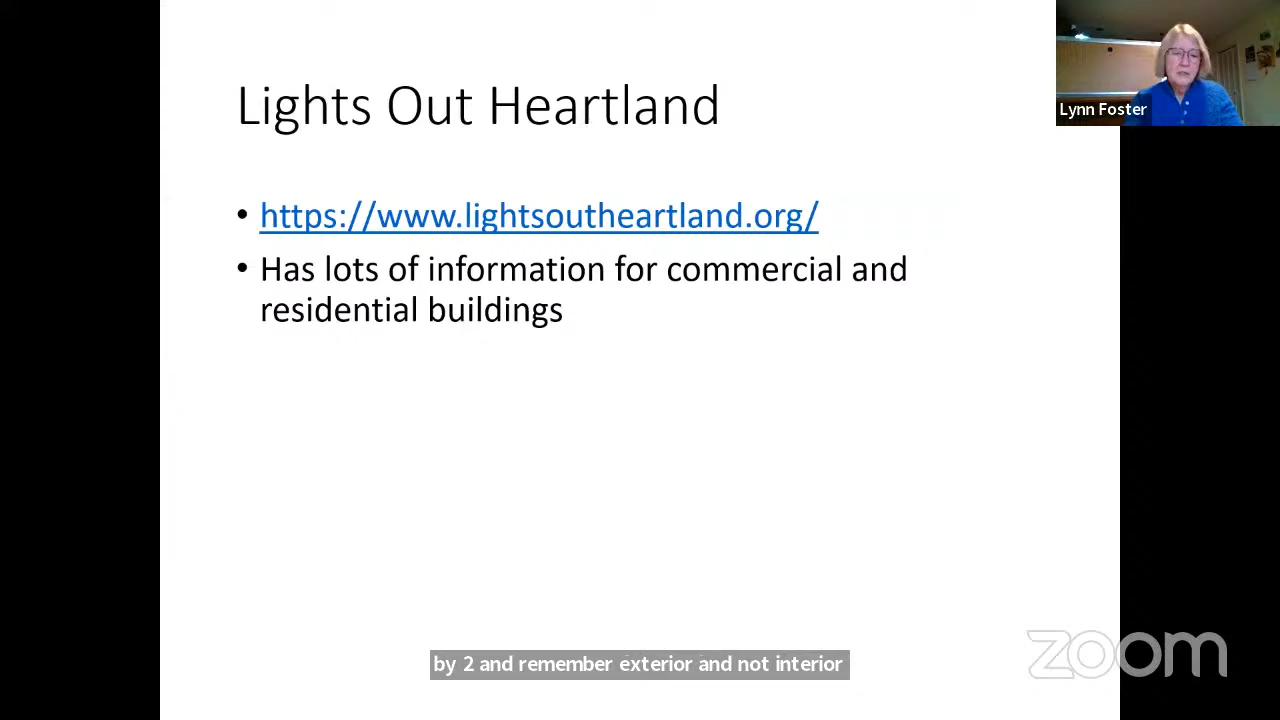 Lights Out Heartland
Lynn Foster
• https://www.lightsoutheartland.org/
• Has lots of information for commercial and
residential buildings
by 2 and remember exterior and not interior
zoom